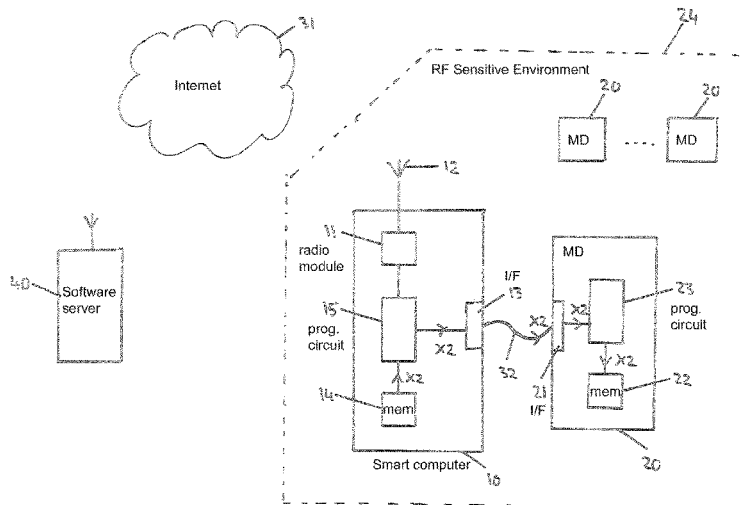 31
24
Internet
RF Sensitive Environment
20
20
MD
....
MD
12
11
radio
module
I/F
13
MD
40
Software
server
15
prog.
circuit
X2
X2
X2
23
prog.
circuit
X2
32
21
I/F
X2
14
mem
mem
22
Smart computer
10
20